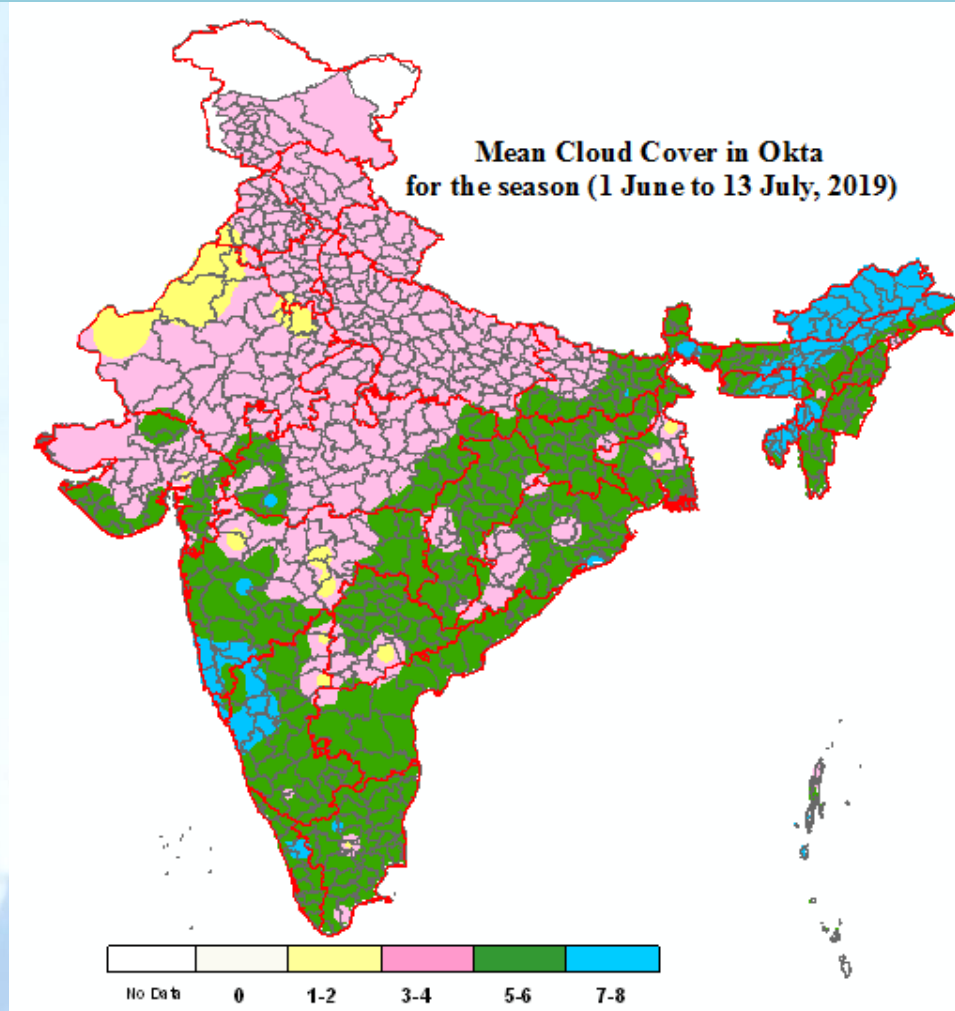 Mean Cloud Cover in Okta
for the season (1 June to 13 July, 2019)
No Data 0 1-2 3-4 5-6 7-8